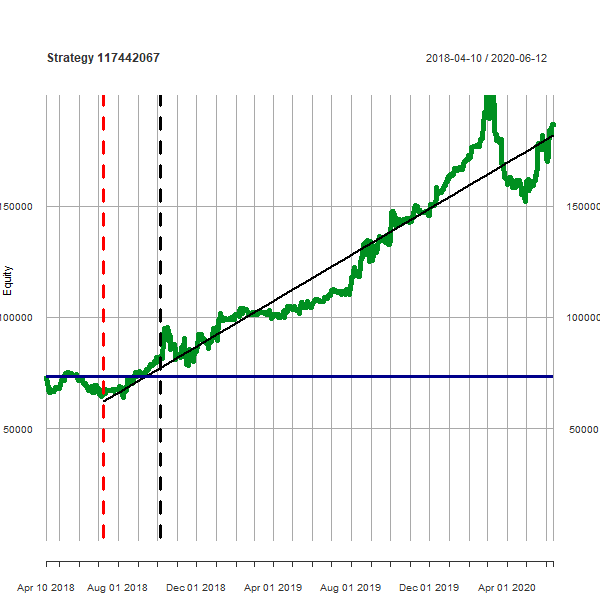 Strategy 117442067
2018-04-10 / 2020-06-12
150000 150000
Equity
100000 100000
50000 50000
Apr 10 2018 Aug 01 2018 Dec 01 2018 Apr 01 2019 Aug 01 2019 Dec 01 2019 Apr 01 2020